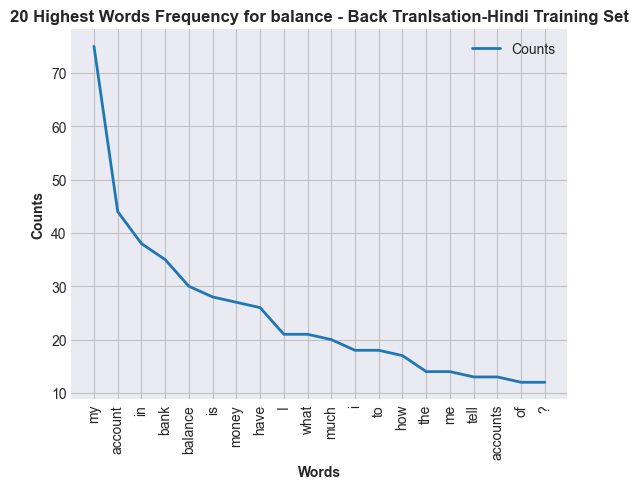 20 Highest Words Frequency for balance - Back Tranlsation-Hindi Training Set
Counts
Counts
70
60
50
40
30
20
10
my
account
in
bank
balance
is
money
have
I
what
much
i
to
how
the
me
tell
accounts
of
?
Words